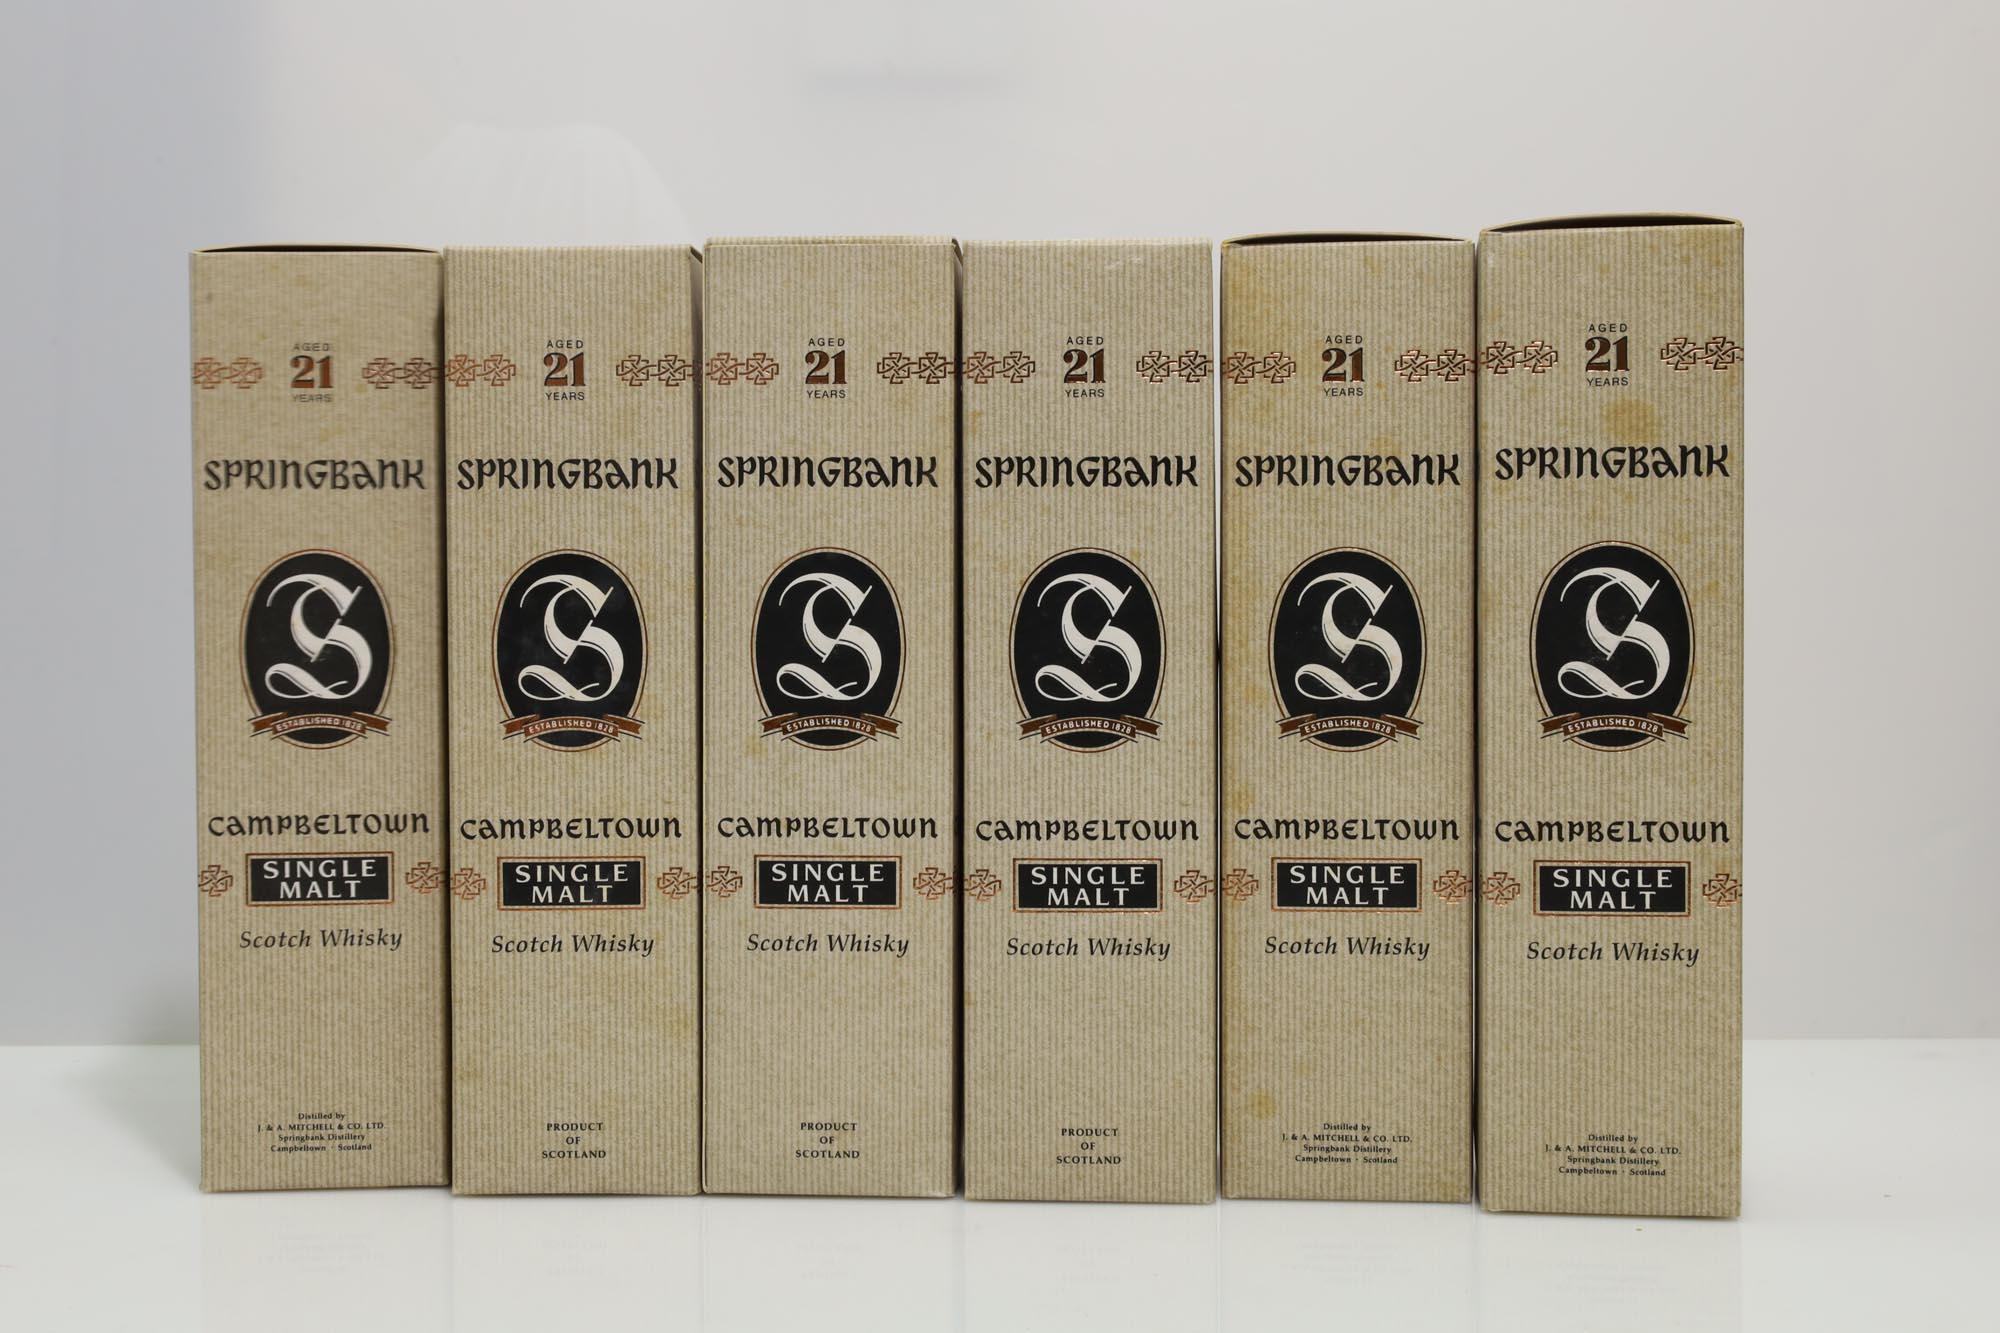 AGED
21
YEARS
SPRINGBANK
S
ESTABLISHED 1828
CAMPBELTOWN
SINGLE
MALT
Scotch Whisky
Distilled by
J. & A. MITCHELL & CO. LTD.
Springbank Distillery
Campbeltown · Scotland
AGED
21
YEARS
SPRINGBANK
S
ESTABLISHED 1828
CAMPBELTOWN
SINGLE
MALT
Scotch Whisky
PRODUCT
OF
SCOTLAND
AGED
21
YEARS
SPRINGBANK
S
ESTABLISHED 1828
CAMPBELTOWN
SINGLE
MALT
Scotch Whisky
PRODUCT
OF
SCOTLAND
AGED
21
YEARS
SPRINGBANK
S
ESTABLISHED 1828
CAMPBELTOWN
SINGLE
MALT
Scotch Whisky
PRODUCT
OF
SCOTLAND
AGED
21
YEARS
SPRINGBANK
S
ESTABLISHED 1828
CAMPBELTOWN
SINGLE
MALT
Scotch Whisky
Distilled by
J. & A. MITCHELL & CO. LTD.
Springbank Distillery
Campbeltown · Scotland
AGED
21
YEARS
SPRINGBANK
S
ESTABLISHED 1828
CAMPBELTOWN
SINGLE
MALT
Scotch Whisky
Distilled by
J. & A. MITCHELL & CO. LTD.
Springbank Distillery
Campbeltown · Scotland